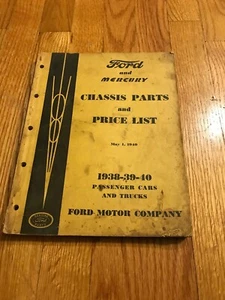 Ford
and
MERCURY
CHASSIS PARTS
and
PRICE LIST
May 1, 1940
1938-39-40
PASSENGER CARS
AND TRUCKS
FORD MOTOR COMPANY
Ford